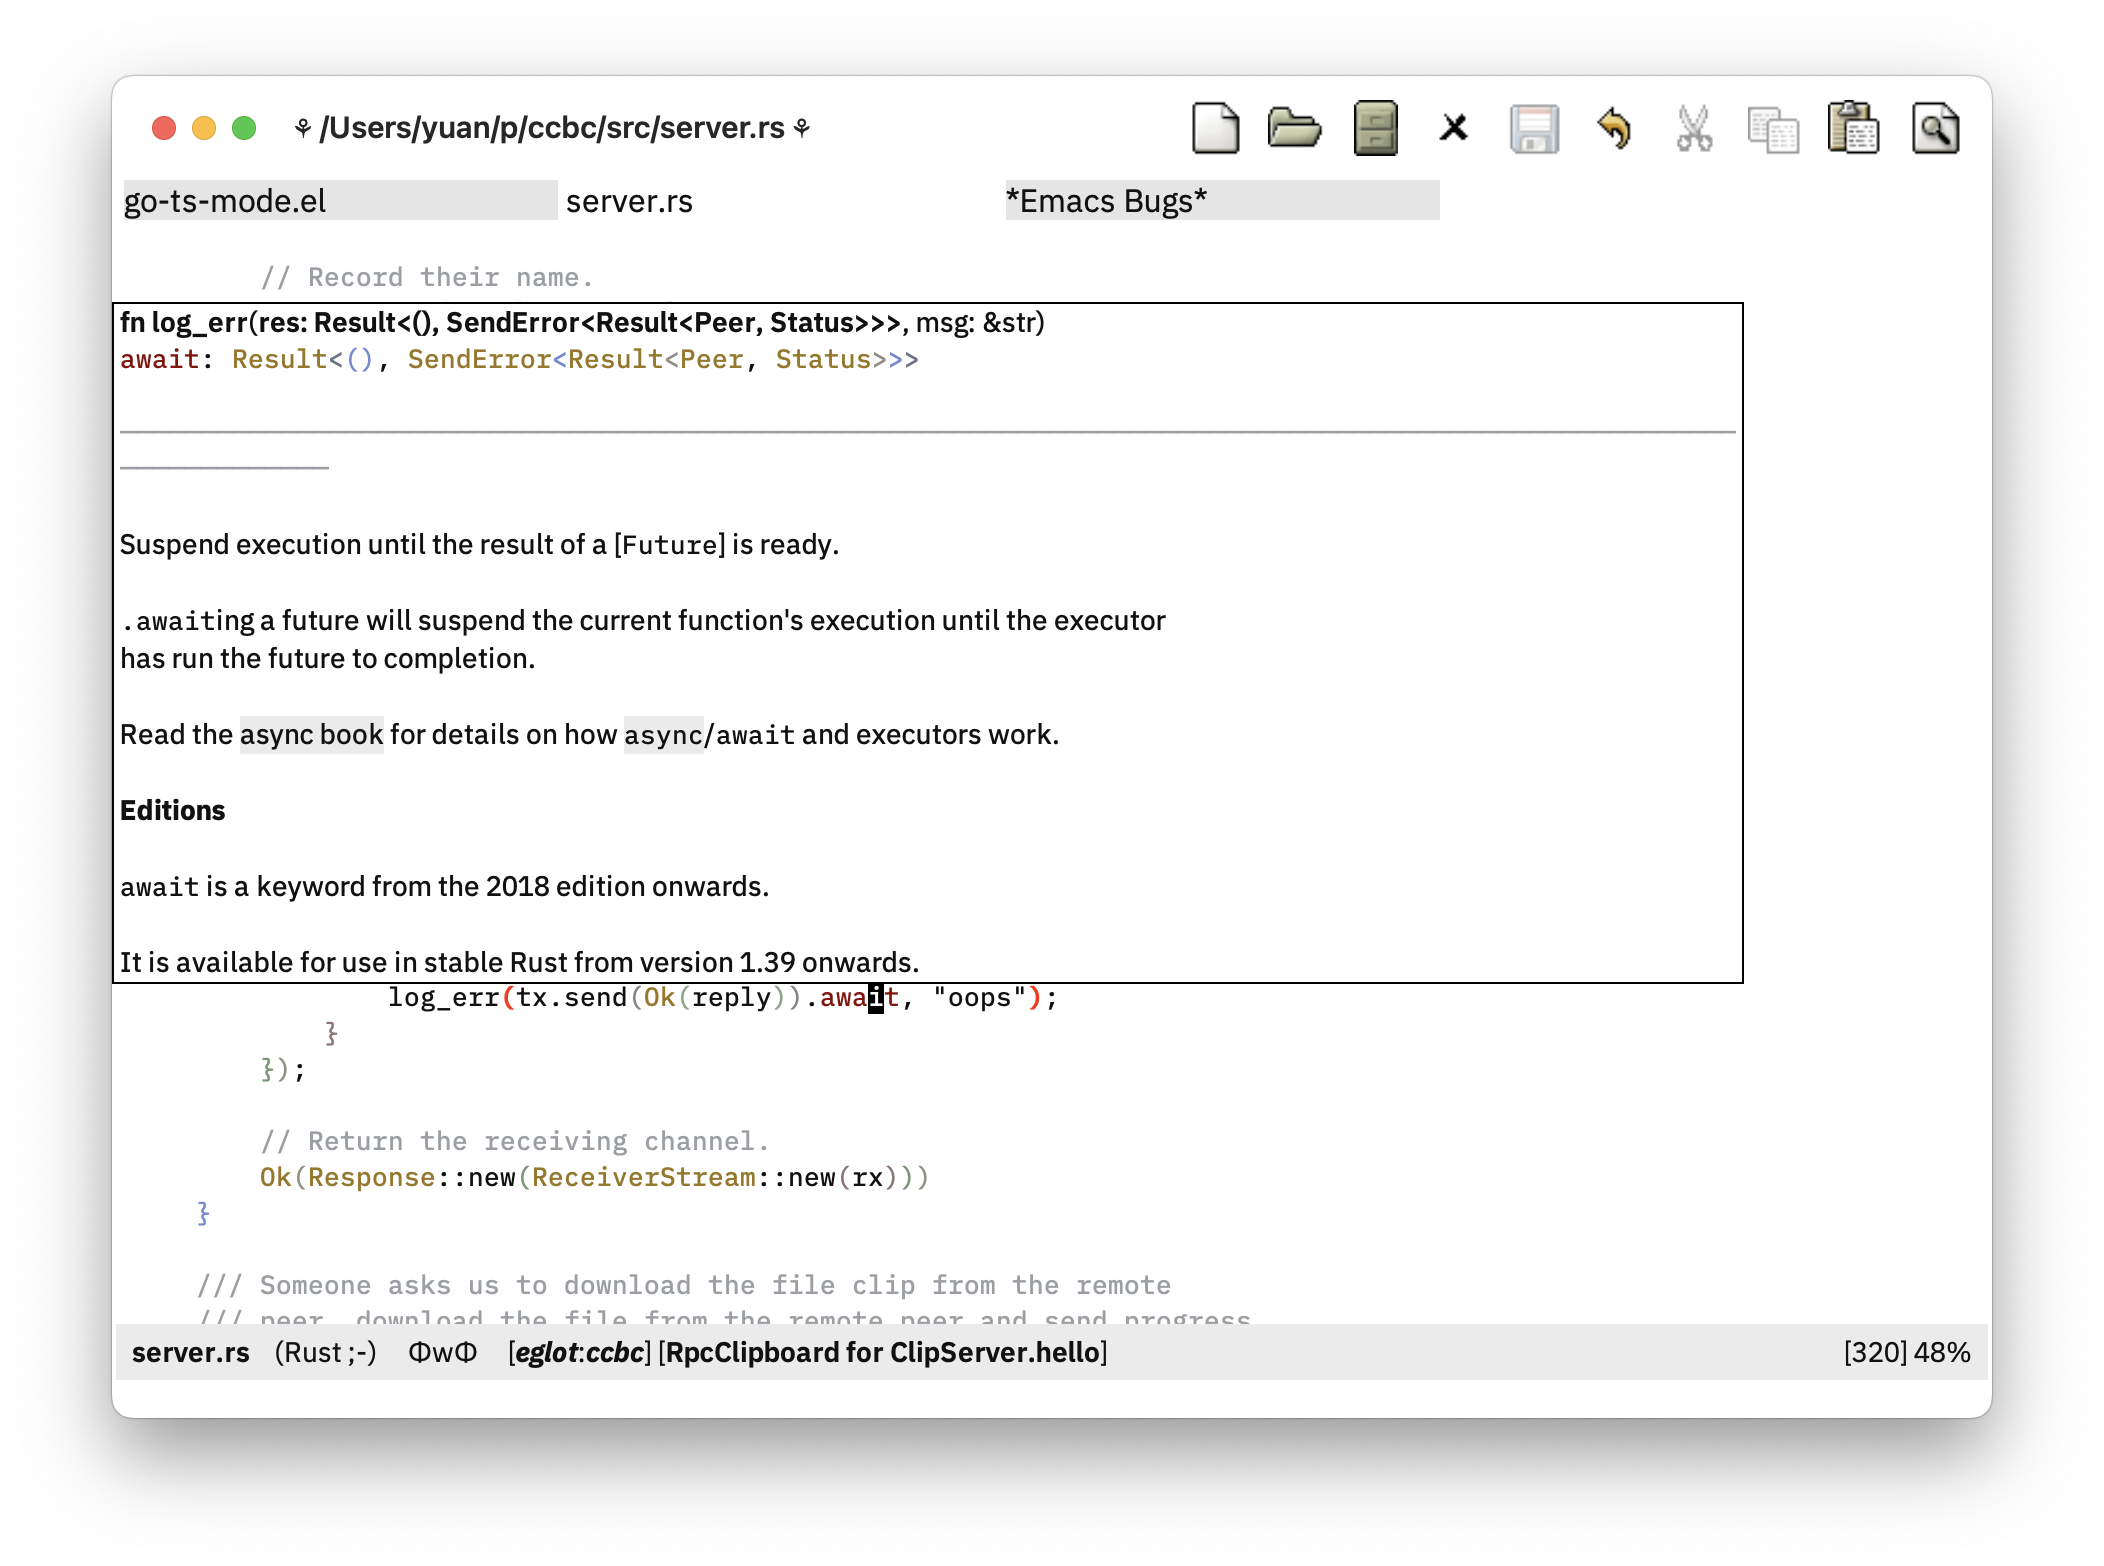 ⚘ /Users/yuan/p/ccbc/src/server.rs ⚘
go-ts-mode.el server.rs *Emacs Bugs*
// Record their name.
fn log_err(res: Result<(), SendError<Result<Peer, Status>>>, msg: &str)
await: Result<(), SendError<Result<Peer, Status>>>
Suspend execution until the result of a [Future] is ready.
.awaiting a future will suspend the current function's execution until the executor
has run the future to completion.
Read the async book for details on how async/await and executors work.
Editions
await is a keyword from the 2018 edition onwards.
It is available for use in stable Rust from version 1.39 onwards.
log_err(tx.send(Ok(reply)).await, "oops");
}
});
// Return the receiving channel.
Ok(Response::new(ReceiverStream::new(rx)))
}
/// Someone asks us to download the file clip from the remote
/// peer, download the file from the remote peer and send progress
server.rs (Rust ;-) ΦwΦ [eglot:ccbc] [RpcClipboard for ClipServer.hello] [320] 48%